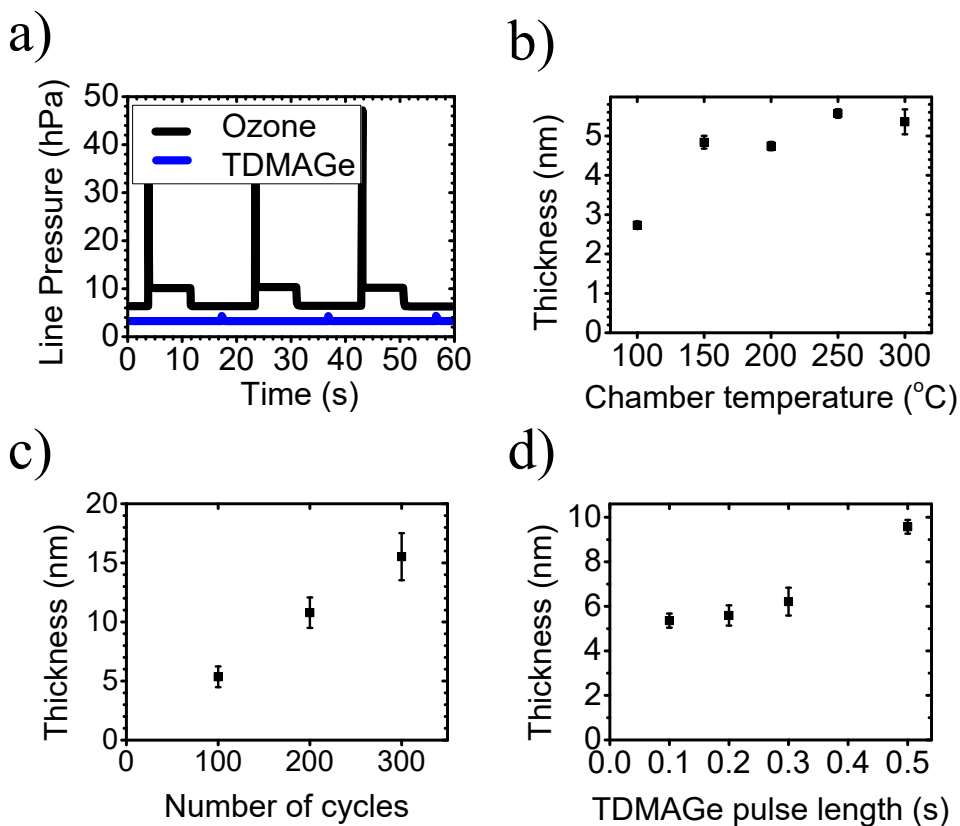 a)
50
40
30
20
10
0
Line Pressure (hPa)
Ozone
TDMAGe
0 10 20 30 40 50 60
Time (s)
b)
5
4
3
2
1
0
Thickness (nm)
100 150 200 250 300
Chamber temperature (°C)
c)
20
15
10
5
0
Thickness (nm)
0 100 200 300
Number of cycles
d)
10
8
6
4
2
0
Thickness (nm)
0.0 0.1 0.2 0.3 0.4 0.5
TDMAGe pulse length (s)